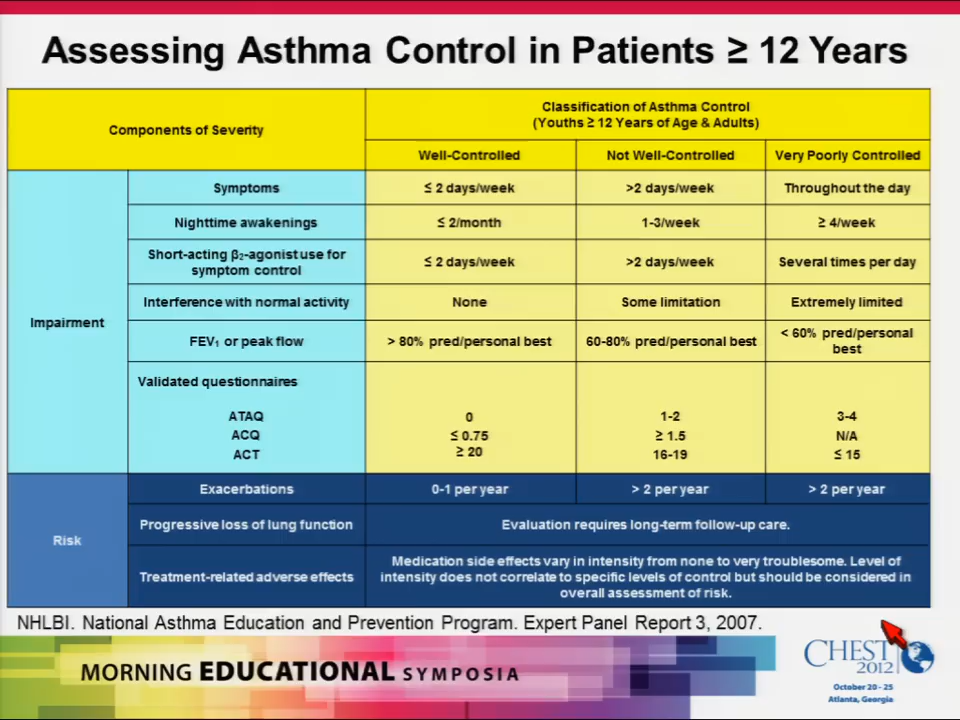 Assessing Asthma Control in Patients ≥ 12 Years
Components of Severity
Classification of Asthma Control
(Youths ≥ 12 Years of Age & Adults)
Well-Controlled
Not Well-Controlled
Very Poorly Controlled
Impairment
Symptoms
≤ 2 days/week
>2 days/week
Throughout the day
Nighttime awakenings
≤ 2/month
1-3/week
≥ 4/week
Short-acting β₂-agonist use for
symptom control
≤ 2 days/week
>2 days/week
Several times per day
Interference with normal activity
None
Some limitation
Extremely limited
FEV₁ or peak flow
> 80% pred/personal best
60-80% pred/personal best
< 60% pred/personal
best
Validated questionnaires
ATAQ
0
1-2
3-4
ACQ
≤ 0.75
≥ 1.5
N/A
ACT
≥ 20
16-19
≤ 15
Risk
Exacerbations
0-1 per year
> 2 per year
> 2 per year
Progressive loss of lung function
Evaluation requires long-term follow-up care.
Treatment-related adverse effects
Medication side effects vary in intensity from none to very troublesome. Level of
intensity does not correlate to specific levels of control but should be considered in
overall assessment of risk.
NHLBI. National Asthma Education and Prevention Program. Expert Panel Report 3, 2007.
MORNING EDUCATIONAL SYMPOSIA
CHEST
2012
October 20 - 25
Atlanta, Georgia